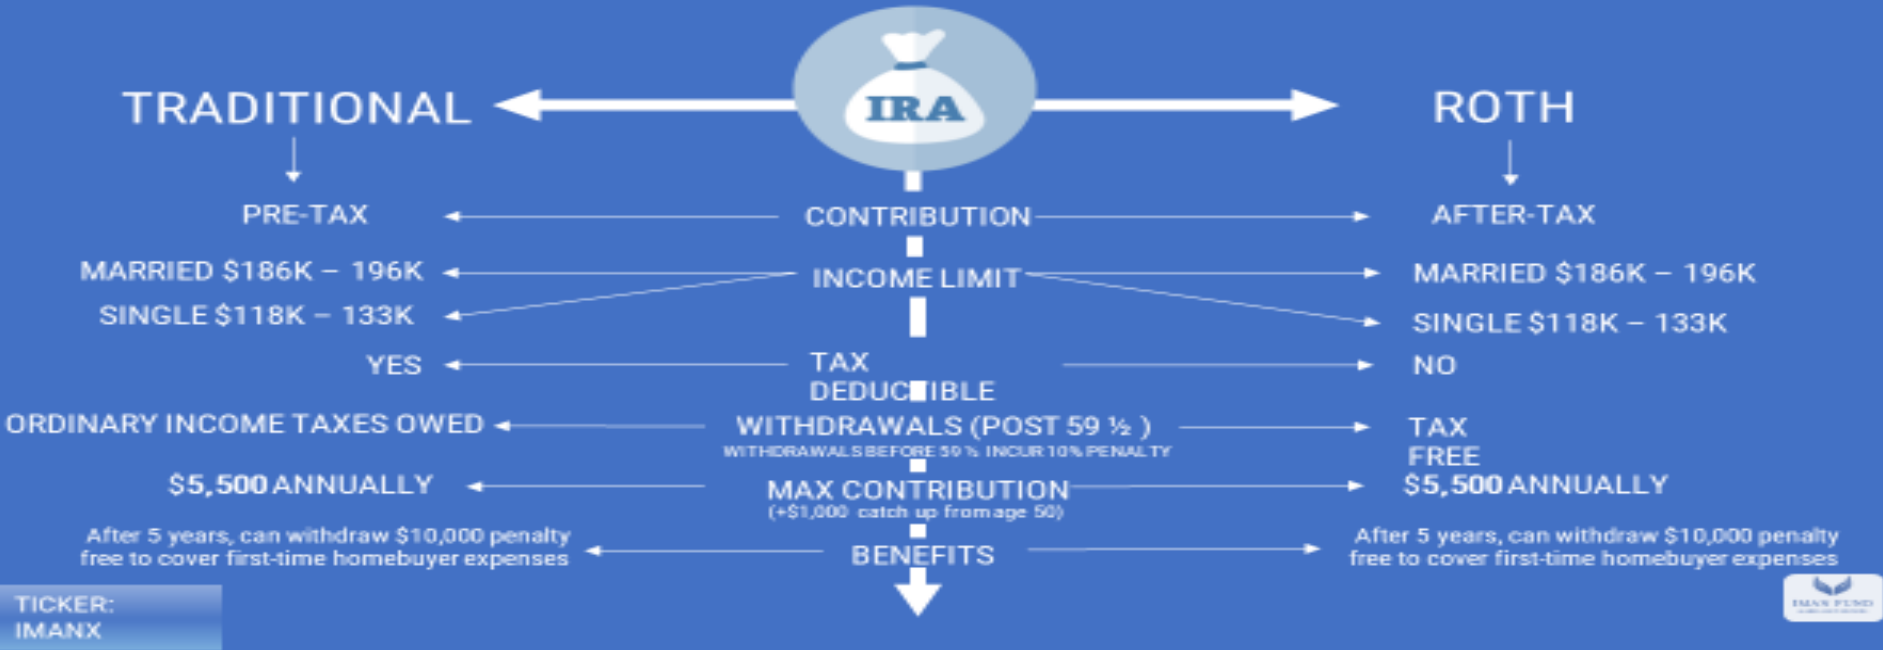 IRA
TRADITIONAL
ROTH
PRE-TAX
CONTRIBUTION
AFTER-TAX
MARRIED $186K – 196K
INCOME LIMIT
MARRIED $186K – 196K
SINGLE $118K – 133K
SINGLE $118K – 133K
YES
TAX
DEDUCTIBLE
NO
ORDINARY INCOME TAXES OWED
WITHDRAWALS (POST 59 ½ )
WITHDRAWALS BEFORE 59 ½ INCUR 10% PENALTY
TAX
FREE
$5,500 ANNUALLY
MAX CONTRIBUTION
(+$1,000 catch up from age 50)
$5,500 ANNUALLY
After 5 years, can withdraw $10,000 penalty
free to cover first-time homebuyer expenses
BENEFITS
After 5 years, can withdraw $10,000 penalty
free to cover first-time homebuyer expenses
TICKER:
IMANX
IMAN FUND